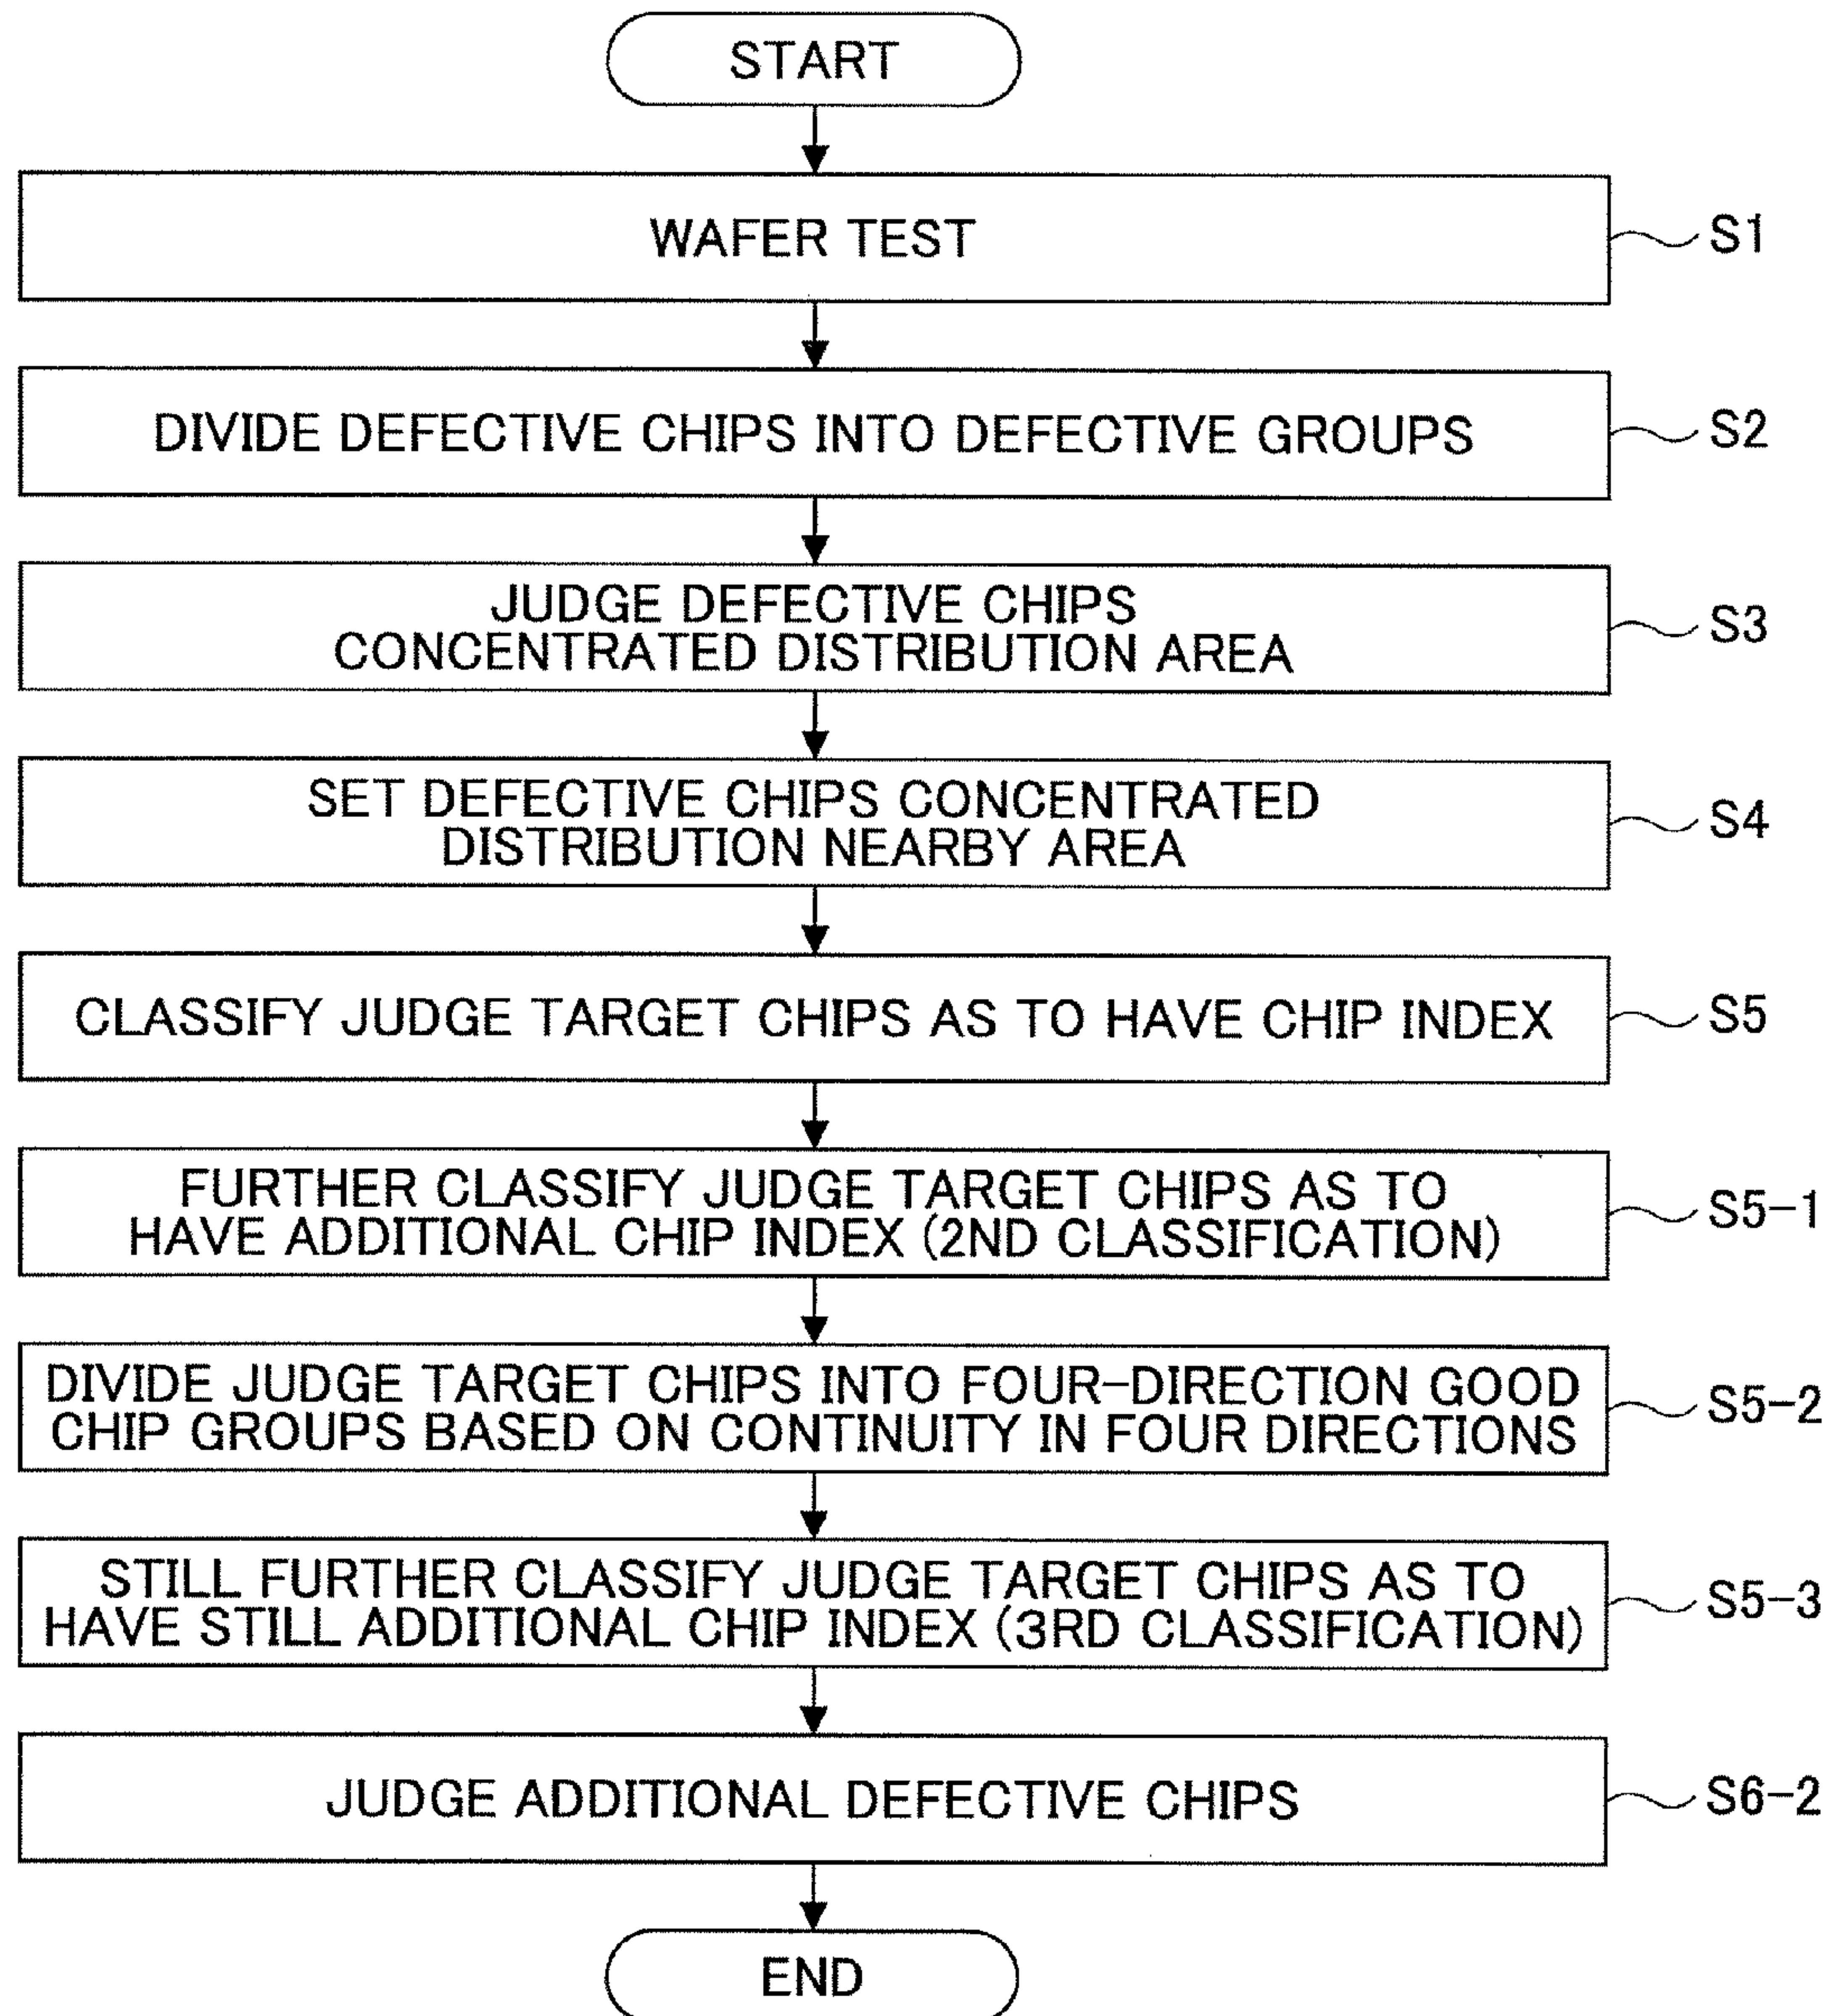 START
WAFER TEST
S1
DIVIDE DEFECTIVE CHIPS INTO DEFECTIVE GROUPS
S2
JUDGE DEFECTIVE CHIPS
CONCENTRATED DISTRIBUTION AREA
S3
SET DEFECTIVE CHIPS CONCENTRATED
DISTRIBUTION NEARBY AREA
S4
CLASSIFY JUDGE TARGET CHIPS AS TO HAVE CHIP INDEX
S5
FURTHER CLASSIFY JUDGE TARGET CHIPS AS TO
HAVE ADDITIONAL CHIP INDEX (2ND CLASSIFICATION)
S5-1
DIVIDE JUDGE TARGET CHIPS INTO FOUR-DIRECTION GOOD
CHIP GROUPS BASED ON CONTINUITY IN FOUR DIRECTIONS
S5-2
STILL FURTHER CLASSIFY JUDGE TARGET CHIPS AS TO
HAVE STILL ADDITIONAL CHIP INDEX (3RD CLASSIFICATION)
S5-3
JUDGE ADDITIONAL DEFECTIVE CHIPS
S6-2
END